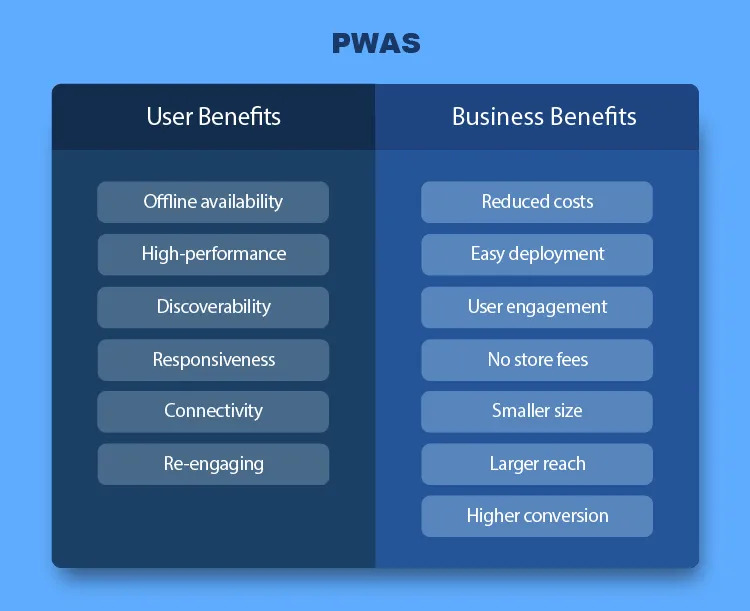 PWAS
User Benefits
Offline availability
High-performance
Discoverability
Responsiveness
Connectivity
Re-engaging
Business Benefits
Reduced costs
Easy deployment
User engagement
No store fees
Smaller size
Larger reach
Higher conversion